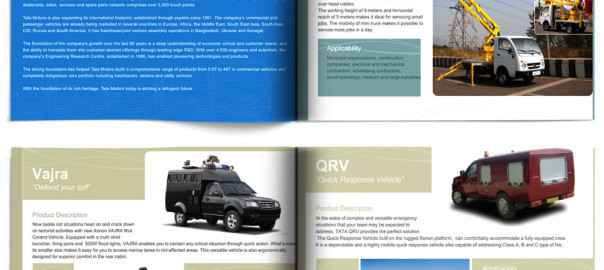 dealership, sales, services and spare parts network comprises over 3,000 touch points.
Tata Motors is also expanding its international footprint, established through exports since 1961. The company's commercial and
passenger vehicles are already being marketed in several countries in Europe, Africa, the Middle East, South East Asia, South Asia,
CIS, Russia and South America. It has franchisee/joint venture assembly operations in Bangladesh, Ukraine and Senegal.
The foundation of the company's growth over the last 60 years is a deep understanding of economic stimuli and customer needs, and
the ability to translate them into customer-desired offerings through leading edge R&D. With over 4,500 engineers and scientists, the
company's Engineering Research Centre, established in 1966, has enabled pioneering technologies and products.
The strong foundation has helped Tata Motors build a comprehensive range of products from 0.5T to 49T in commercial vehicles and
completely indigenous care portfolio including hatchbacks, sedans and utility vehicles.
With the foundation of its rich heritage, Tata Motors today is etching a refulgent future.
over head cables.
The working height of 9 meters and horizontal
reach of 5 meters makes it ideal for servicing small
jobs. The mobility of mini truck makes it possible to
service more jobs in a day.
Applicability
Municipal organisations, construction
companies, electrical and mechanical
contractors, advertising contractors,
small townships, medium and large industries
Vajra
"Defend your turf"
Product Description
New tackle riot situations head on and crack down
on terrorist activities with new Xenon VAJRA Riot
Control Vehicle. Equipped with a multi shell
launcher, firing ports and 500W flood lights. VAJRA enables you to contain any critical situation through quick action. What's more
its smaller size makes it easy for you to access narrow lanes in riot affected areas. This versatile vehicle is also ergonomically
designed for superior comfort in the rear cabin.
QRV
"Quick Response Vehicle"
Product Description
In the wake of complex and versatile emergency
situations that your team may be expected to
address, TATA QRV provides the perfect solution.
The Quick Response Vehicle built on the rugged Xenon platform, can comfortably accommodate a fully equipped crew.
It is a dependable and a highly mobile quick response vehicle also capable of addressing Class A, B and C type of fire.